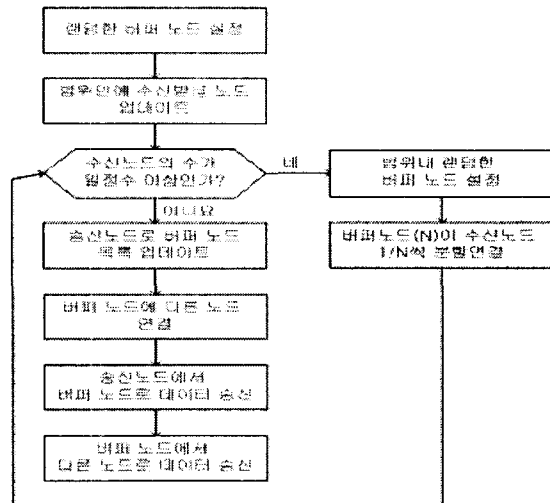 랜덤한 버퍼 노드 설정
범위안에 수신받을 노드
업데이트
수신노드의 수가
일정수 이상인가?
네
아니요
범위내 랜덤한
버퍼 노드 설정
버퍼노드(N)이 수신노드
1/N씩 분할연결
송신노드로 버퍼 노드
목록 업데이트
버퍼 노드에 다른 노드
연결
송신노드에서
버퍼 노드로 데이터 송신
버퍼 노드에서
다른 노드로 데이터 송신